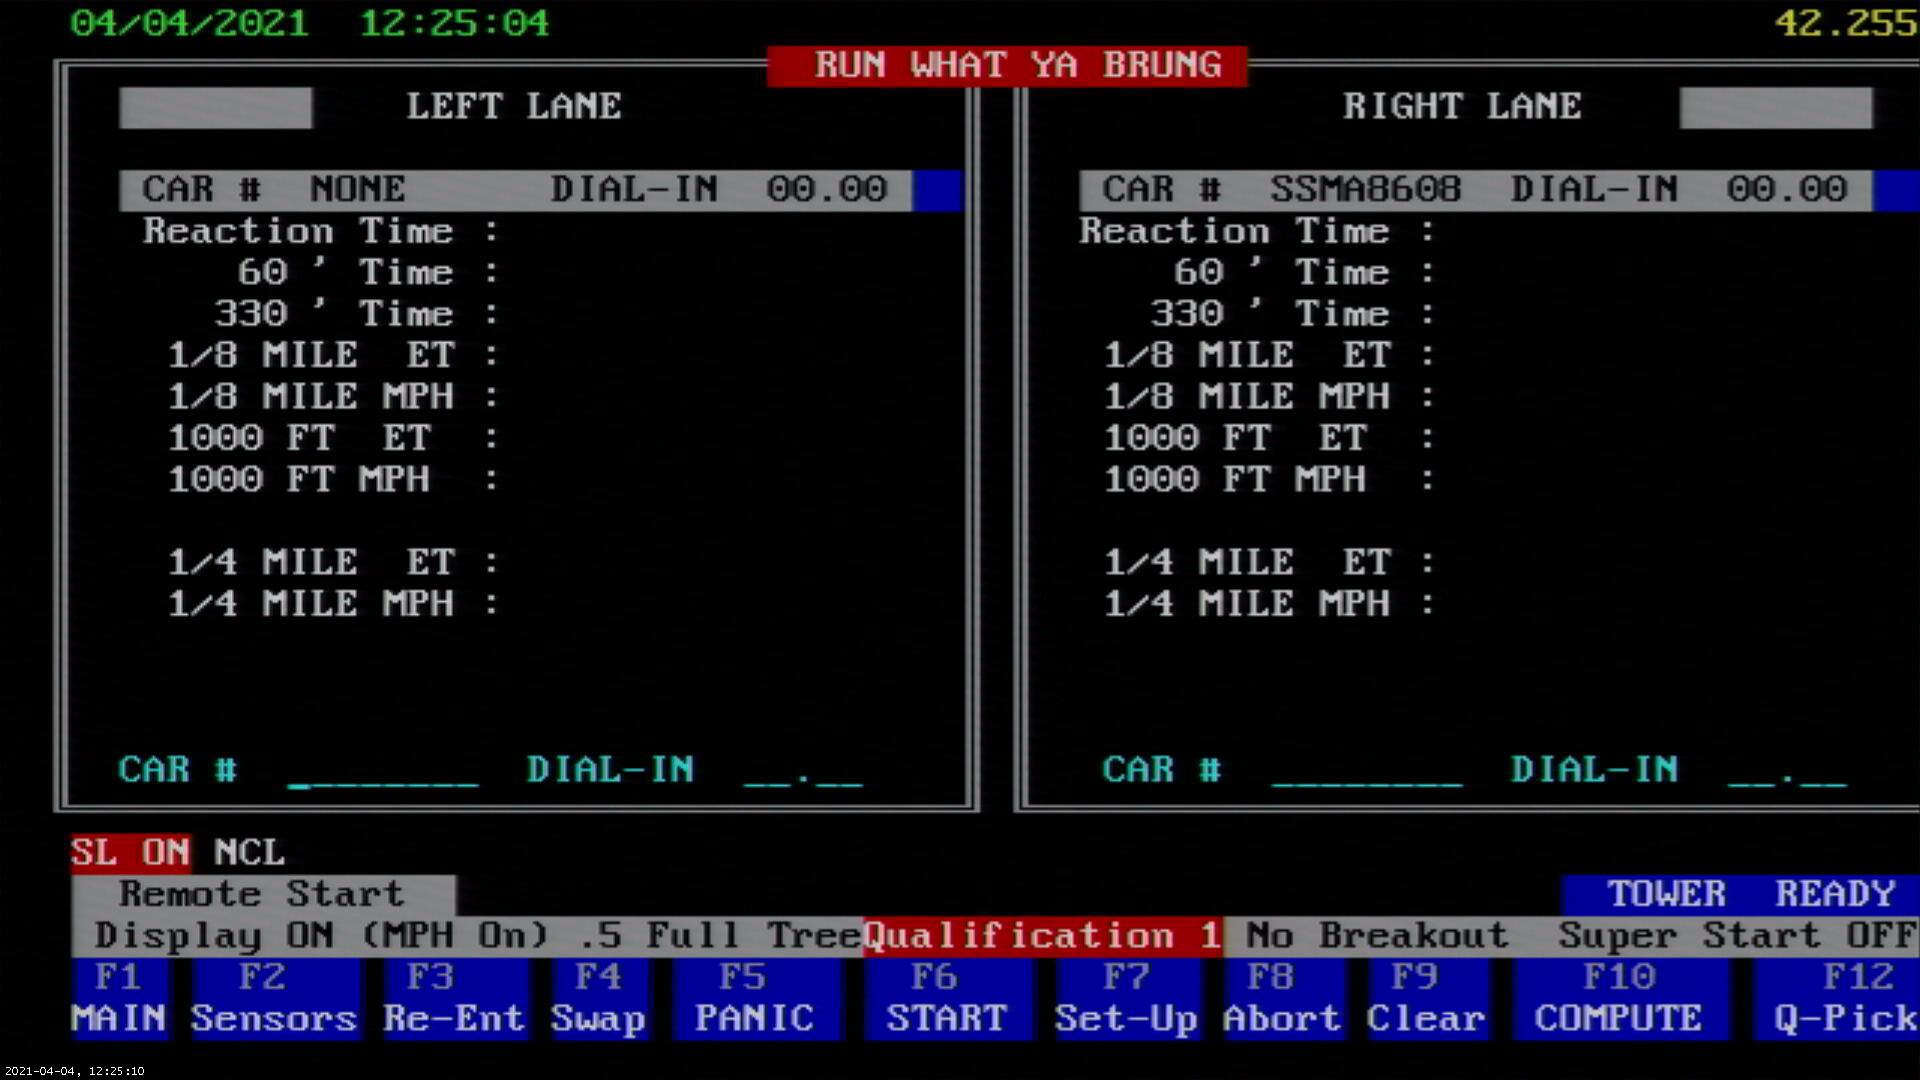 04/04/2021 12:25:04 42.255
RUN WHAT YA BRUNG
LEFT LANE RIGHT LANE
CAR # NONE DIAL-IN 00.00 CAR # SSMA8608 DIAL-IN 00.00
Reaction Time : Reaction Time :
60 ' Time : 60 ' Time :
330 ' Time : 330 ' Time :
1/8 MILE ET : 1/8 MILE ET :
1/8 MILE MPH : 1/8 MILE MPH :
1000 FT ET : 1000 FT ET :
1000 FT MPH : 1000 FT MPH :
1/4 MILE ET : 1/4 MILE ET :
1/4 MILE MPH : 1/4 MILE MPH :
CAR # ________ DIAL-IN __.__ CAR # ________ DIAL-IN __.__
SL ON NCL
Remote Start TOWER READY
Display ON (MPH On) .5 Full Tree Qualification 1 No Breakout Super Start OFF
F1 F2 F3 F4 F5 F6 F7 F8 F9 F10 F12
MAIN Sensors Re-Ent Swap PANIC START Set-Up Abort Clear COMPUTE Q-Pick
2021-04-04, 12:25:10